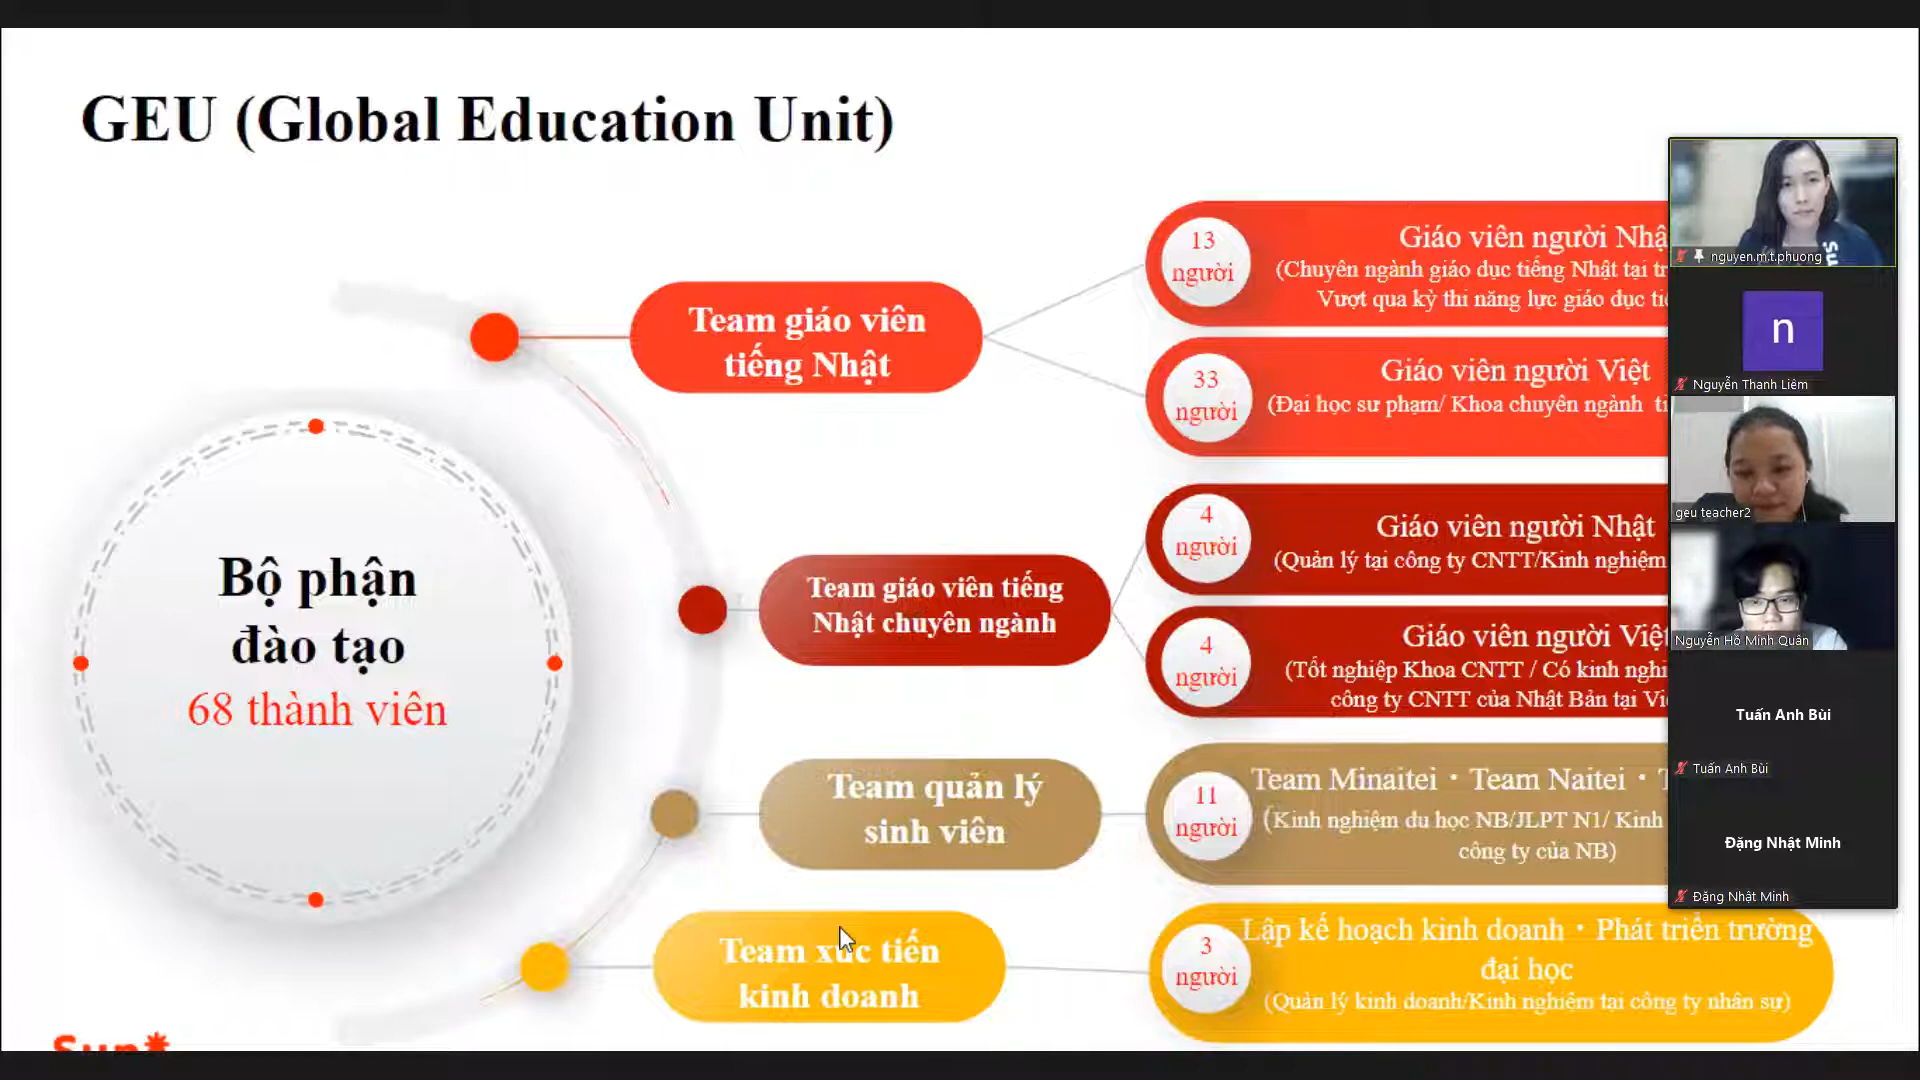 GEU (Global Education Unit)
Bộ phận
đào tạo
68 thành viên
Team giáo viên
tiếng Nhật
13
người
Giáo viên người
(Chuyên ngành giáo dục tiếng Nhật tại
Vượt qua kỳ thi năng lực giáo dục
33
người
Giáo viên người Việt
(Đại học sư phạm/ Khoa chuyên ngành
Team giáo viên tiếng
Nhật chuyên ngành
4
người
Giáo viên người Nhật
(Quản lý tại công ty CNTT/Kinh nghiệm
4
người
Giáo viên người Việt
(Tốt nghiệp Khoa CNTT / Có kinh
công ty CNTT của Nhật Bản tại
Team quản lý
sinh viên
11
người
Team Minaitei・Team Naitei・
(Kinh nghiệm du học NB/JLPT N1/ Kinh
công ty của NB)
Team xúc tiến
kinh doanh
3
người
Lập kế hoạch kinh doanh・Phát triển trường
đại học
(Quản lý kinh doanh/Kinh nghiệm tại công ty nhân sự)
Sun*
nguyen.m.t.phuong
n
Nguyễn Thanh Liêm
geu teacher2
Nguyễn Hồ Minh Quân
Tuấn Anh Bùi
Tuấn Anh Bùi
Đặng Nhật Minh
Đặng Nhật Minh